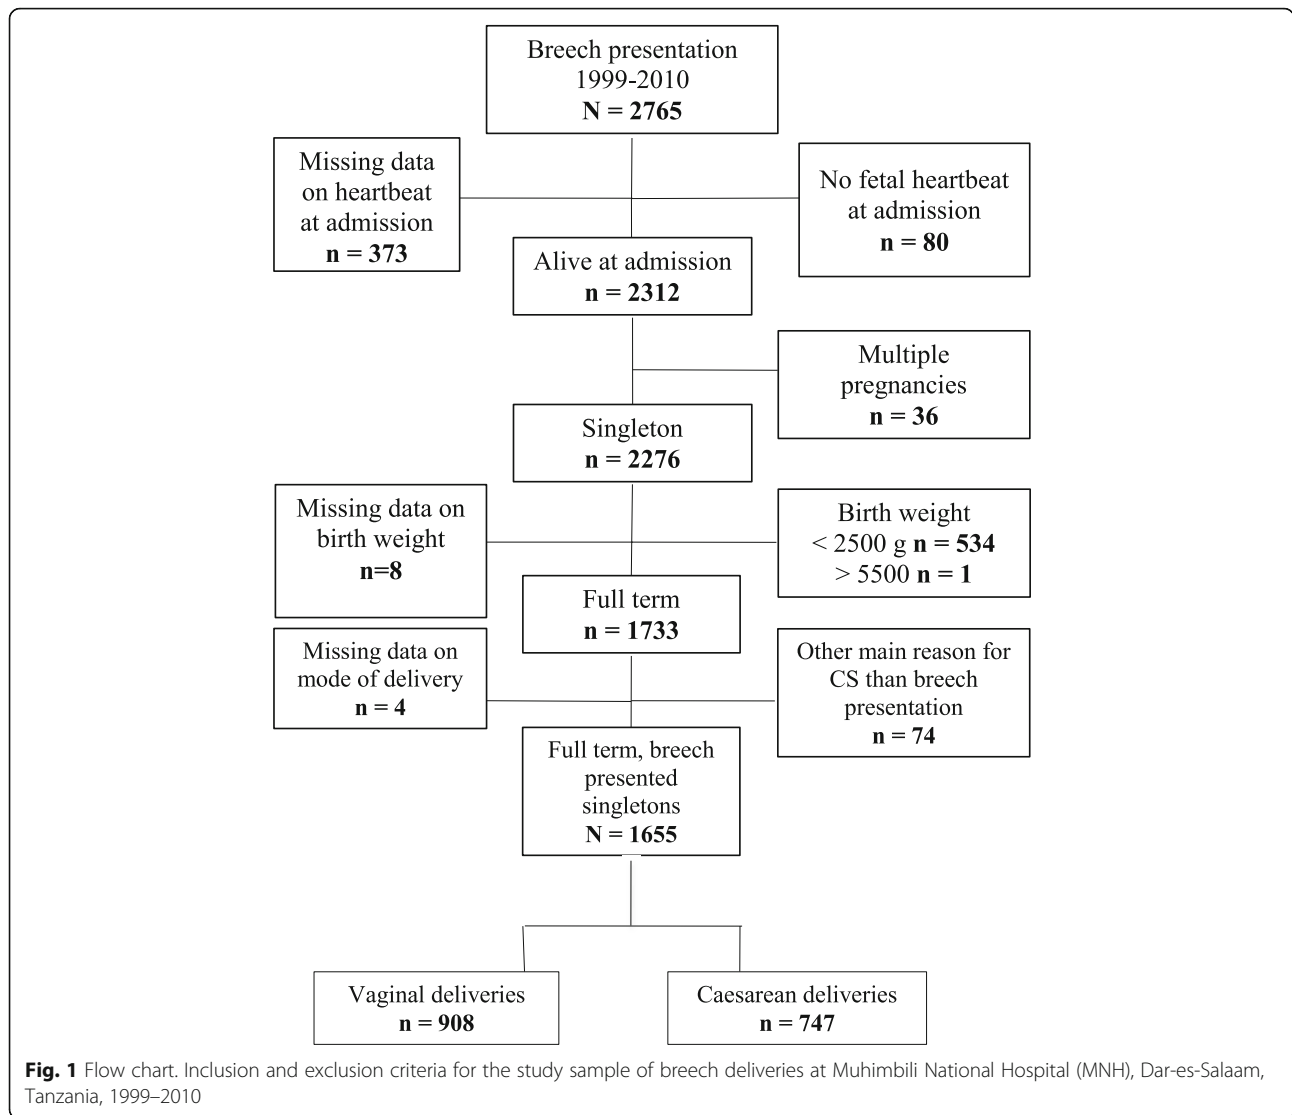 Breech presentation
1999-2010
N = 2765
Missing data
on heartbeat
at admission
n = 373
No fetal heartbeat
at admission
n = 80
Alive at admission
n = 2312
Multiple
pregnancies
n = 36
Singleton
n = 2276
Missing data on
birth weight
n=8
Birth weight
< 2500 g n = 534
> 5500 n = 1
Full term
n = 1733
Missing data on
mode of delivery
n = 4
Other main reason for
CS than breech
presentation
n = 74
Full term, breech
presented
singletons
N = 1655
Vaginal deliveries
n = 908
Caesarean deliveries
n = 747
Fig. 1 Flow chart. Inclusion and exclusion criteria for the study sample of breech deliveries at Muhimbili National Hospital (MNH), Dar-es-Salaam,
Tanzania, 1999–2010